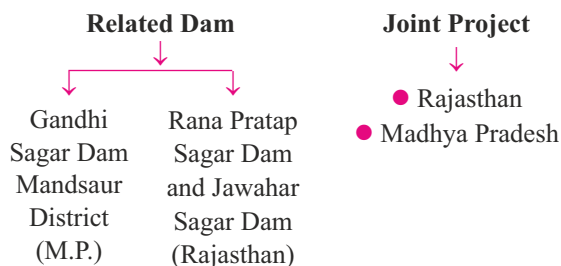 Related Dam
Gandhi
Sagar Dam
Mandsaur
District
(M.P.)
Rana Pratap
Sagar Dam
and Jawahar
Sagar Dam
(Rajasthan)
Joint Project
Rajasthan
Madhya Pradesh